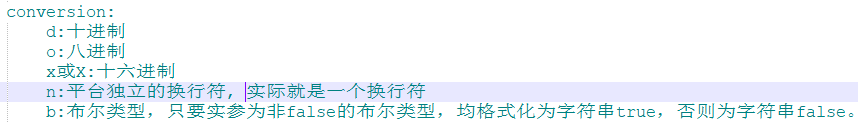 conversion:
d:十进制
o:八进制
x或X:十六进制
n:平台独立的换行符, 实际就是一个换行符
b:布尔类型，只要实参为非false的布尔类型，均格式化为字符串true，否则为字符串false。